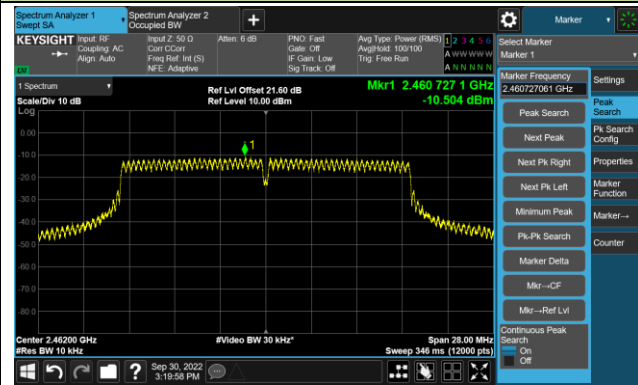 Spectrum Analyzer 1
Swept SA
Spectrum Analyzer 2
Occupied BW
+
Marker
KEYSIGHT
Input: RF
Coupling: AC
Align: Auto
Input Z: 50 Ω
Corr CCorr
Freq Ref: Int (S)
NFE: Adaptive
Atten: 6 dB
PNO: Fast
Gate: Off
IF Gain: Low
Sig Track: Off
Avg Type: Power (RMS)
Avg|Hold: 100/100
Trig: Free Run
1 2 3 4 5 6
A W W W W W
A N N N N N
LXI
Select Marker
Marker 1
1 Spectrum
Scale/Div 10 dB
Log
Ref Lvl Offset 21.60 dB
Ref Level 10.00 dBm
Mkr1 2.460 727 1 GHz
-10.504 dBm
Marker Frequency
2.460727061 GHz
Settings
Peak Search
Next Peak
Next Pk Right
Next Pk Left
Minimum Peak
Pk-Pk Search
Marker Delta
Mkr→CF
Mkr→Ref Lvl
Continuous Peak
Search
On
Off
Peak
Search
Pk Search
Config
Properties
Marker
Function
Marker→
Counter
0.00
-10.0
-20.0
-30.0
-40.0
-50.0
-60.0
-70.0
-80.0
1
Center 2.46200 GHz
#Res BW 10 kHz
#Video BW 30 kHz*
Span 28.00 MHz
Sweep 346 ms (12000 pts)
?
Sep 30, 2022
3:19:58 PM